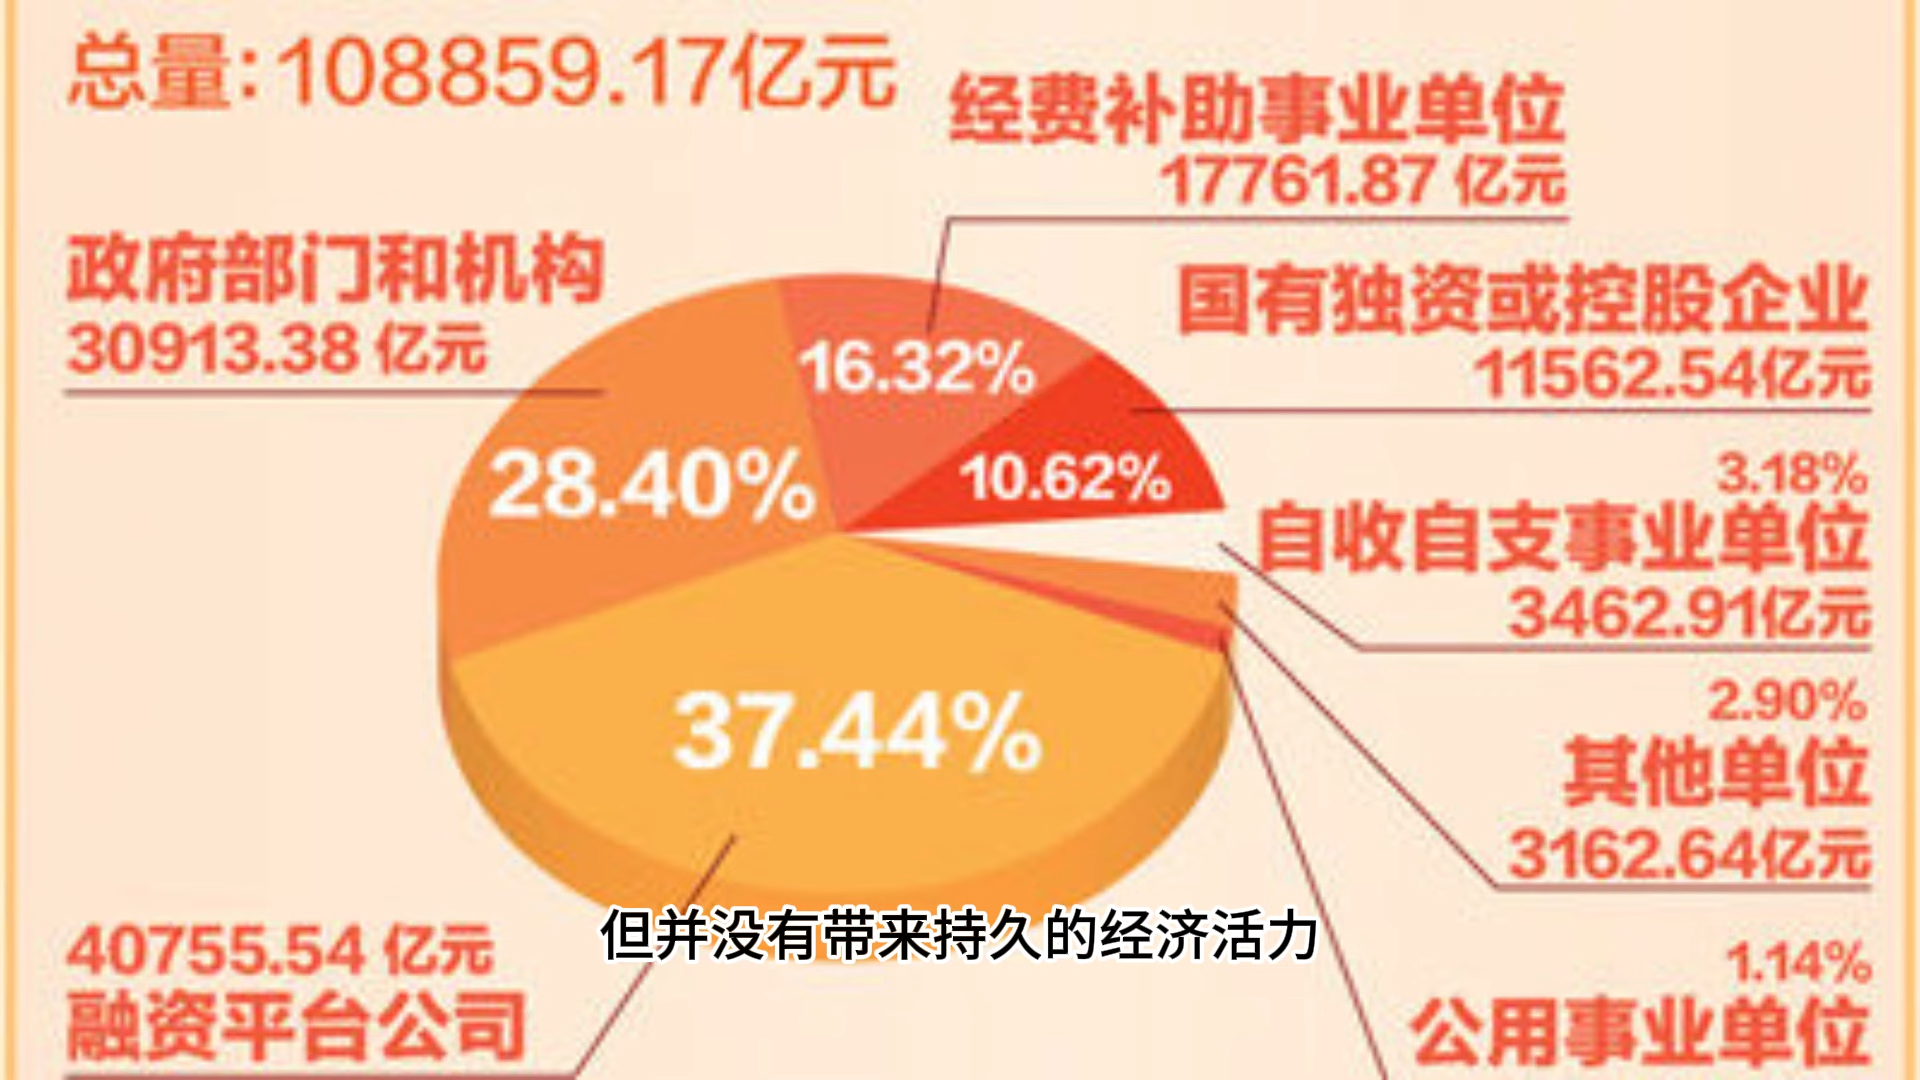 总量:108859.17亿元
经费补助事业单位
17761.87 亿元
政府部门和机构
30913.38 亿元
国有独资或控股企业
11562.54亿元
16.32%
28.40%
10.62%
3.18%
自收自支事业单位
3462.91亿元
37.44%
2.90%
其他单位
3162.64亿元
40755.54 亿元
融资平台公司
1.14%
公用事业单位
但并没有带来持久的经济活力